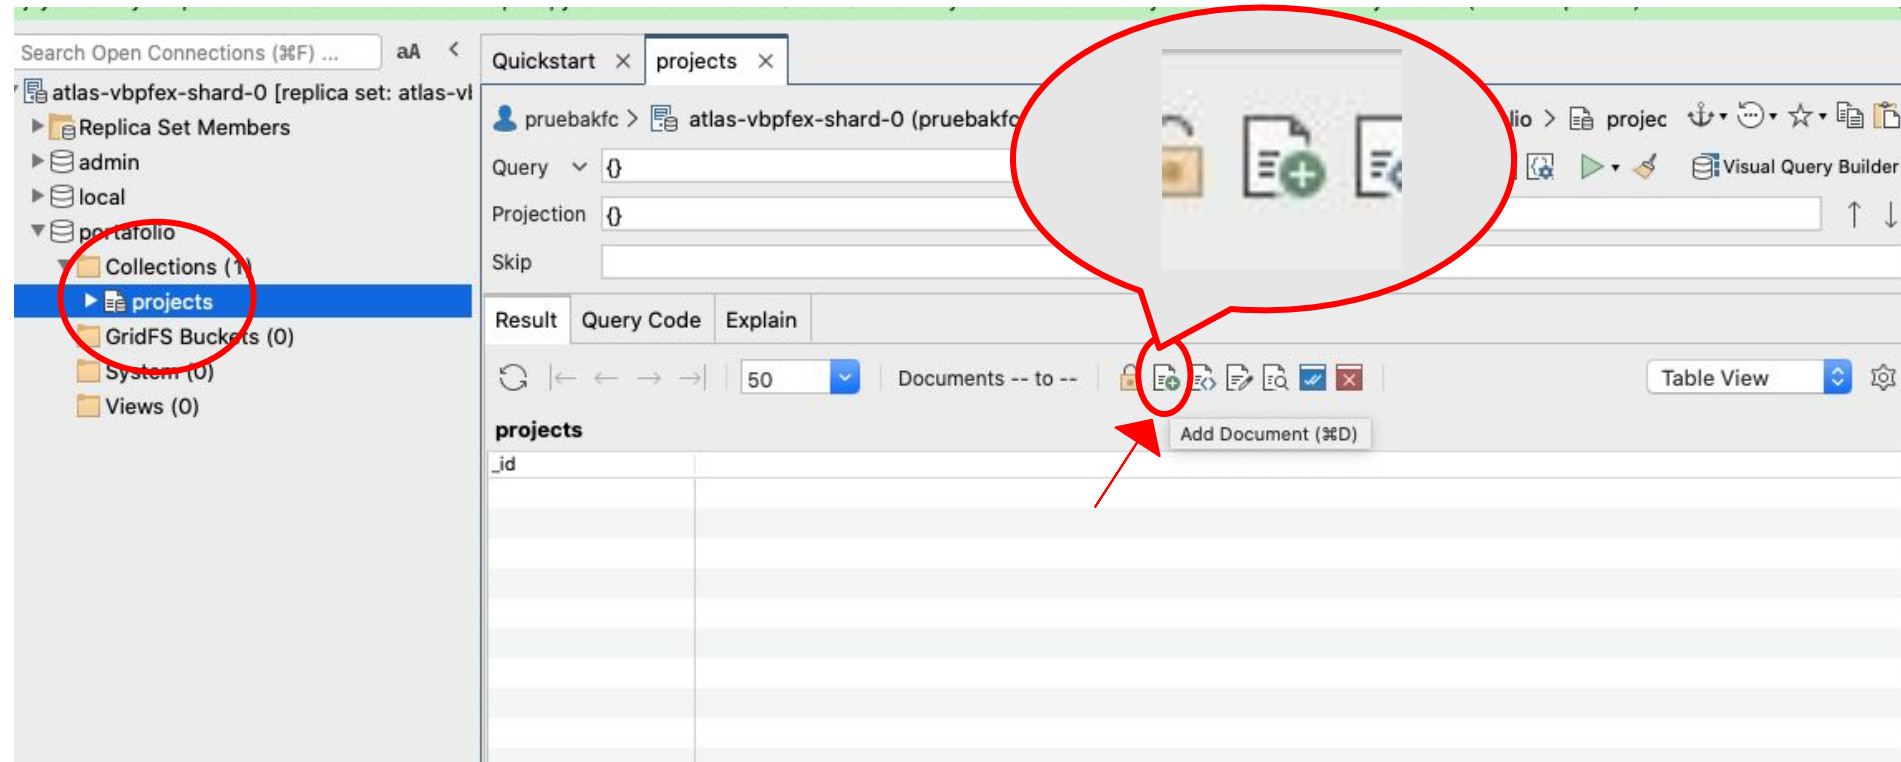 Search Open Connections (⌘F) ... aA
Quickstart projects
atlas-vbpfex-shard-0 [replica set: atlas-vl
Replica Set Members
admin
local
portafolio
Collections (1)
projects
GridFS Buckets (0)
System (0)
Views (0)
pruebakfc > atlas-vbpfex-shard-0 (pruebakfc lio > projec
Query {} Visual Query Builder
Projection {}
Skip
Result Query Code Explain
50 Documents -- to -- Table View
Add Document (⌘D)
projects
_id